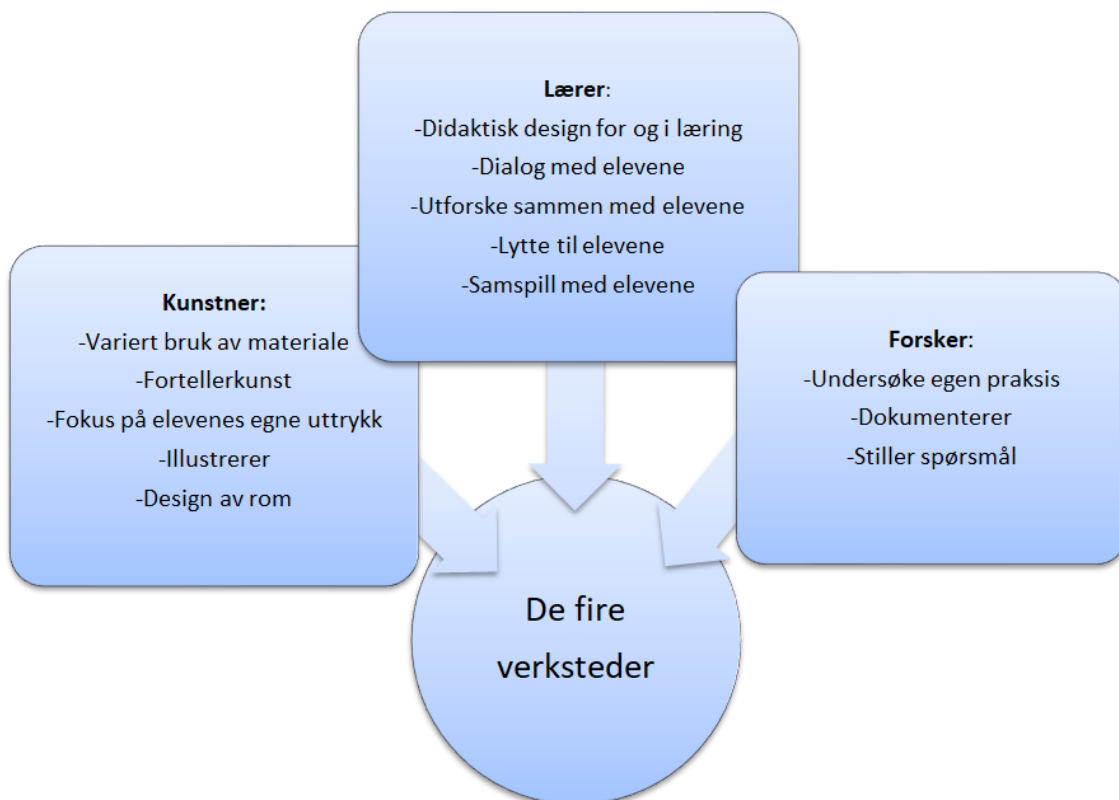 Lærer:
-Didaktisk design for og i læring
-Dialog med elevene
-Utforske sammen med elevene
-Lytte til elevene
-Samspill med elevene
Kunstner:
-Variert bruk av materiale
-Fortellerkunst
-Fokus på elevenes egne uttrykk
-Illustrerer
-Design av rom
Forsker:
-Undersøke egen praksis
-Dokumenterer
-Stiller spørsmål
De fire
verksteder